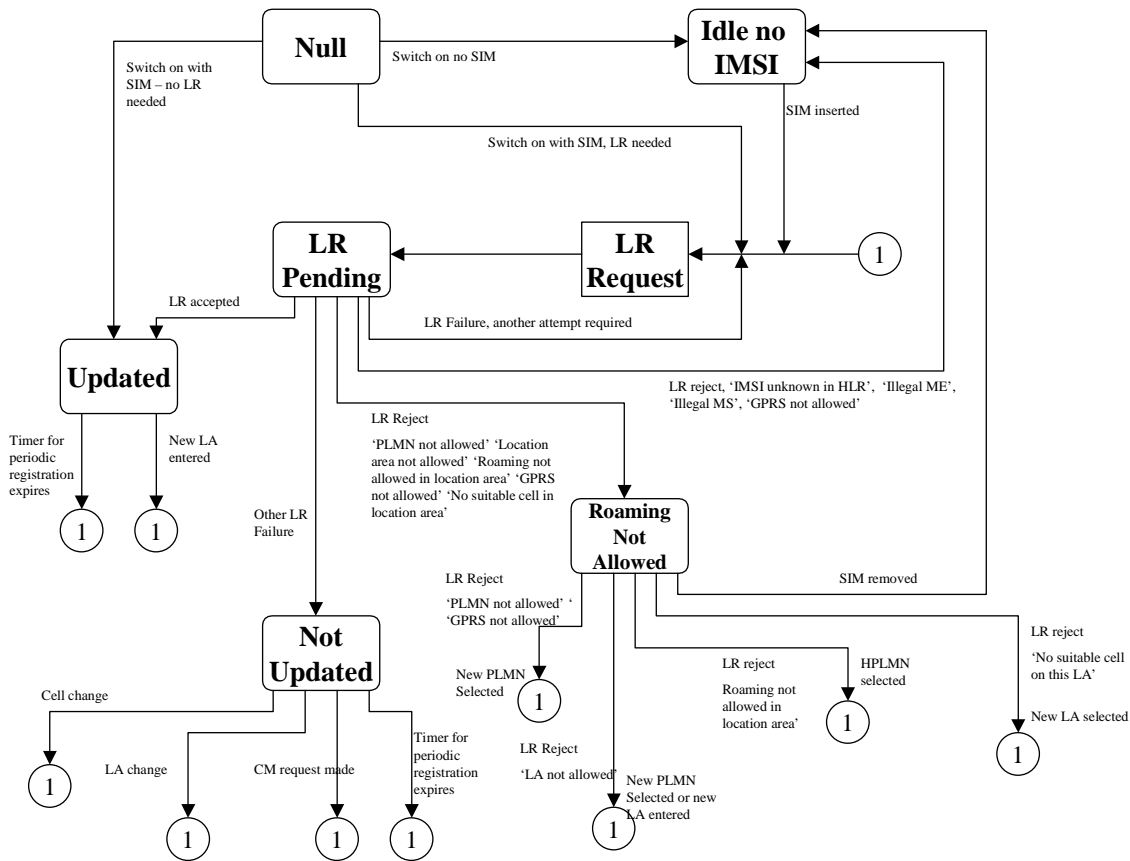 Null
Idle no
IMSI
Switch on no SIM
Switch on with
SIM – no LR
needed
SIM inserted
Switch on with SIM, LR needed
LR
Pending
LR
Request
1
LR accepted
LR Failure, another attempt required
Updated
LR reject, ‘IMSI unknown in HLR’, ‘Illegal ME’,
‘Illegal MS’, ‘GPRS not allowed’
LR Reject
‘PLMN not allowed’ ‘Location
area not allowed’ ‘Roaming not
allowed in location area’ ‘GPRS
not allowed’ ‘No suitable cell in
location area’
Timer for
periodic
registration
expires
New LA
entered
1
1
Other LR
Failure
Roaming
Not
Allowed
SIM removed
LR Reject
‘PLMN not allowed’ ‘
‘GPRS not allowed’
Not
Updated
LR reject
‘No suitable cell
on this LA’
New LA selected
1
New PLMN
Selected
1
LR reject
Roaming not
allowed in
location area’
HPLMN
selected
1
Cell change
1
LA change
1
CM request made
1
Timer for
periodic
registration
expires
1
LR Reject
‘LA not allowed’
New PLMN
Selected or new
LA entered
1